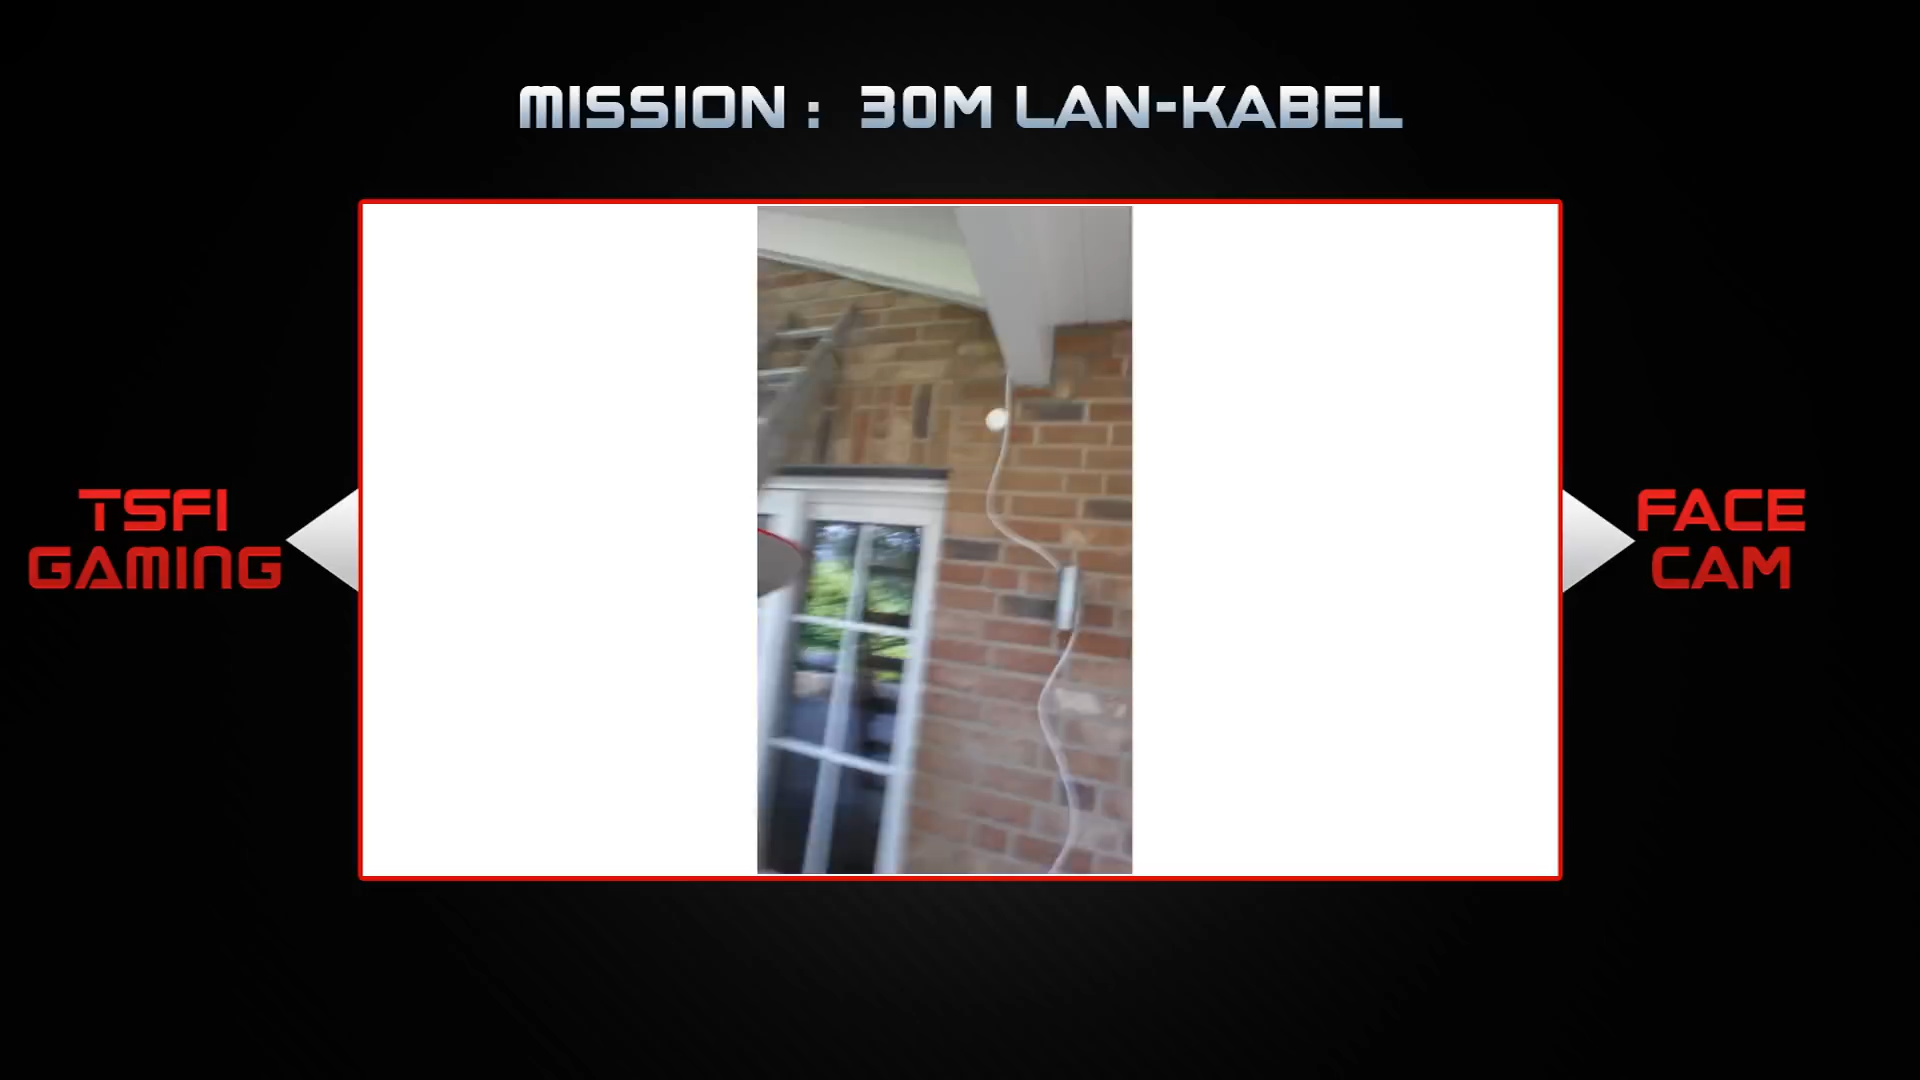 MISSION : 30M LAN-KABEL
TSFI
GAMING
FACE
CAM